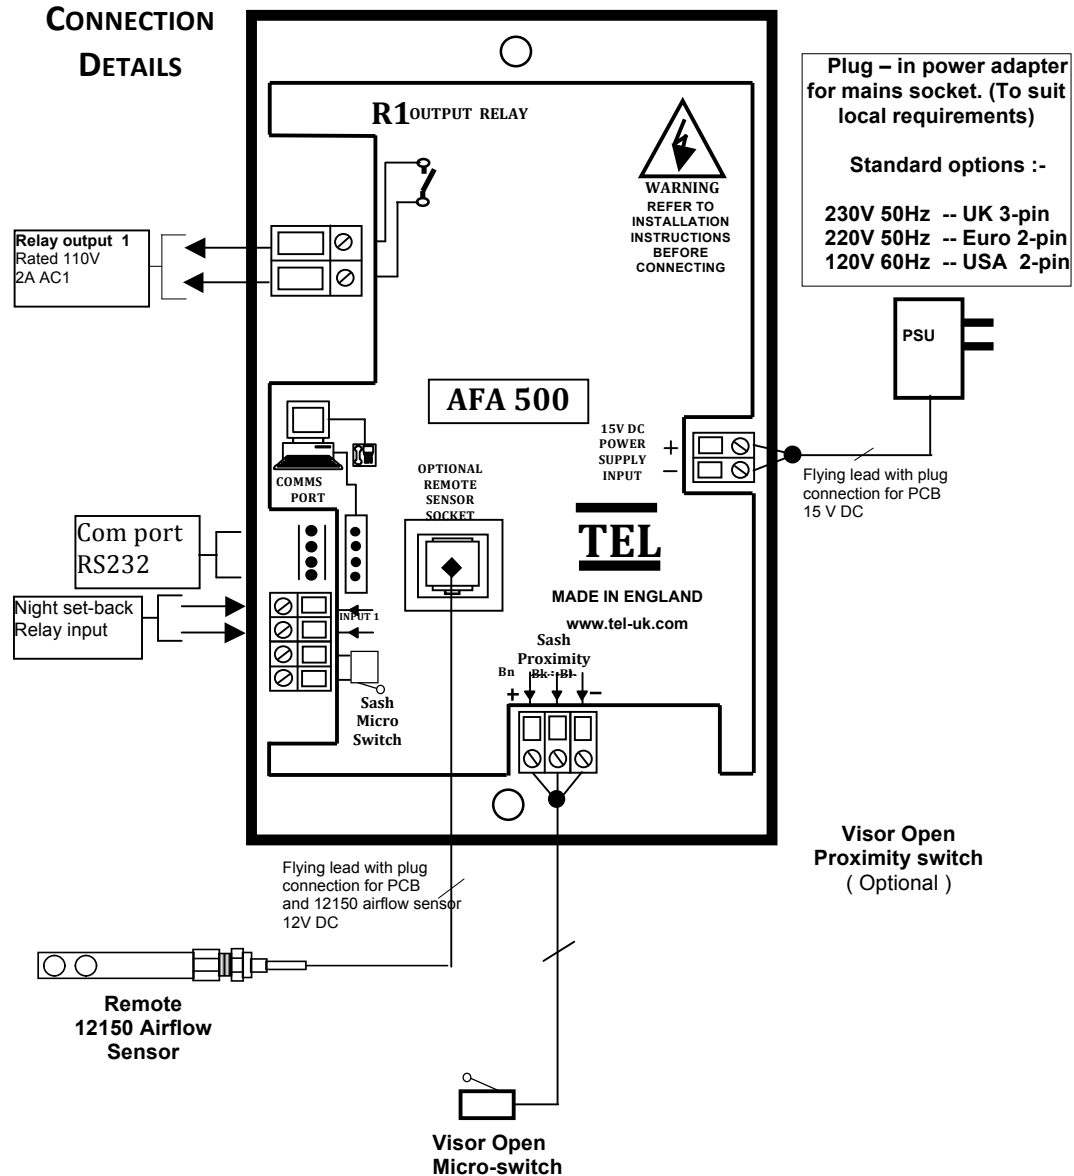 CONNECTION
DETAILS
R1 OUTPUT RELAY
WARNING
REFER TO
INSTALLATION
INSTRUCTIONS
BEFORE
CONNECTING
Plug – in power adapter
for mains socket. (To suit
local requirements)
Standard options :-
230V 50Hz -- UK 3-pin
220V 50Hz -- Euro 2-pin
120V 60Hz -- USA 2-pin
Relay output 1
Rated 110V
2A AC1
PSU
AFA 500
15V DC
POWER
SUPPLY
INPUT
+
−
Flying lead with plug
connection for PCB
15 V DC
COMMS
PORT
OPTIONAL
REMOTE
SENSOR
SOCKET
Com port
RS232
TEL
MADE IN ENGLAND
www.tel-uk.com
Night set-back
Relay input
INPUT 1
Sash
Micro
Switch
Sash
Proximity
Bn Bk Bl
+ −
Visor Open
Proximity switch
( Optional )
Flying lead with plug
connection for PCB
and 12150 airflow sensor
12V DC
Remote
12150 Airflow
Sensor
Visor Open
Micro-switch